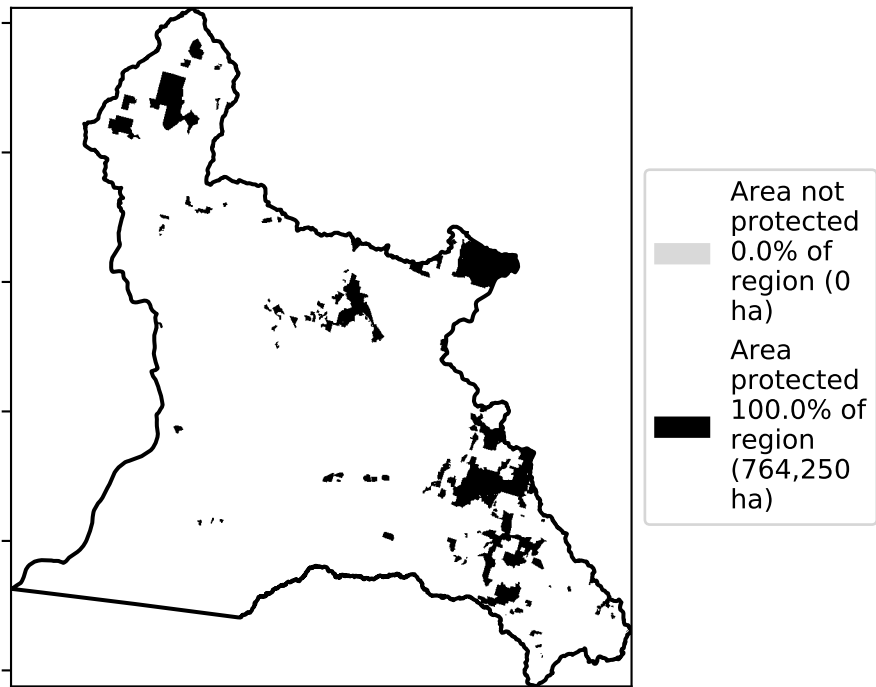 Area not
protected
0.0% of
region (0
ha)
Area
protected
100.0% of
region
(764,250
ha)